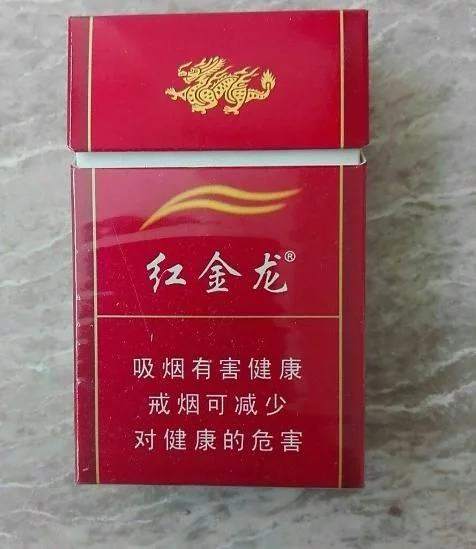 红金龙®
吸烟有害健康
戒烟可减少
对健康的危害